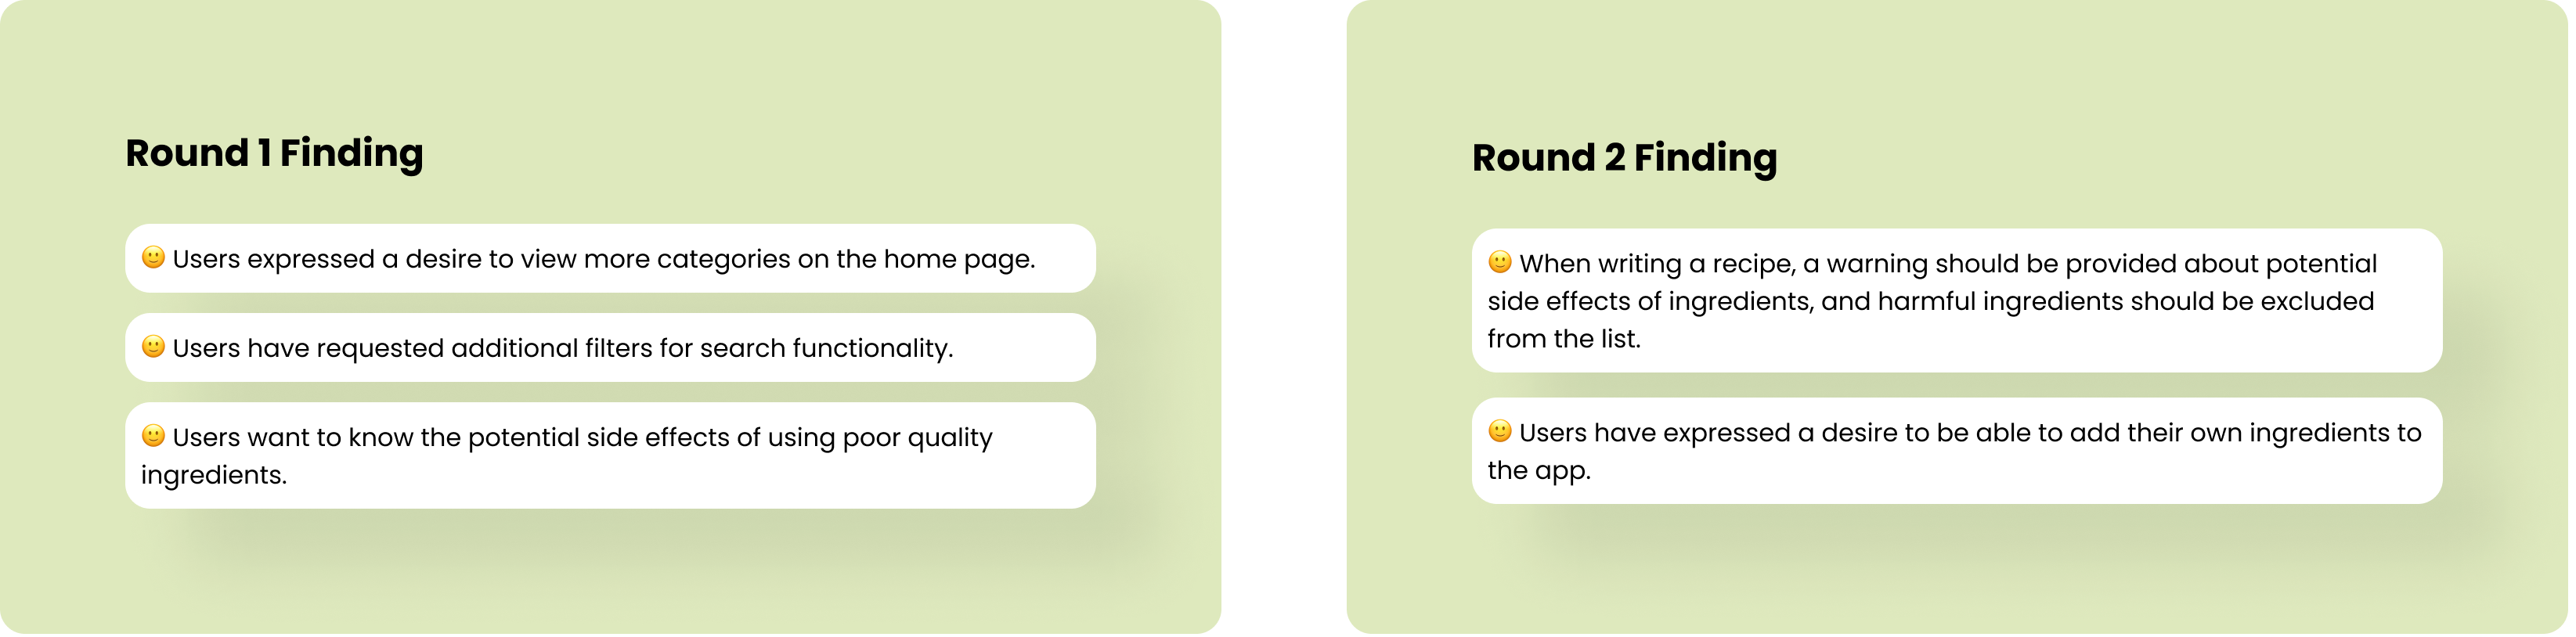 Round 1 Finding
🙂 Users expressed a desire to view more categories on the home page.
🙂 Users have requested additional filters for search functionality.
🙂 Users want to know the potential side effects of using poor quality
ingredients.
Round 2 Finding
🙂 When writing a recipe, a warning should be provided about potential
side effects of ingredients, and harmful ingredients should be excluded
from the list.
🙂 Users have expressed a desire to be able to add their own ingredients to
the app.